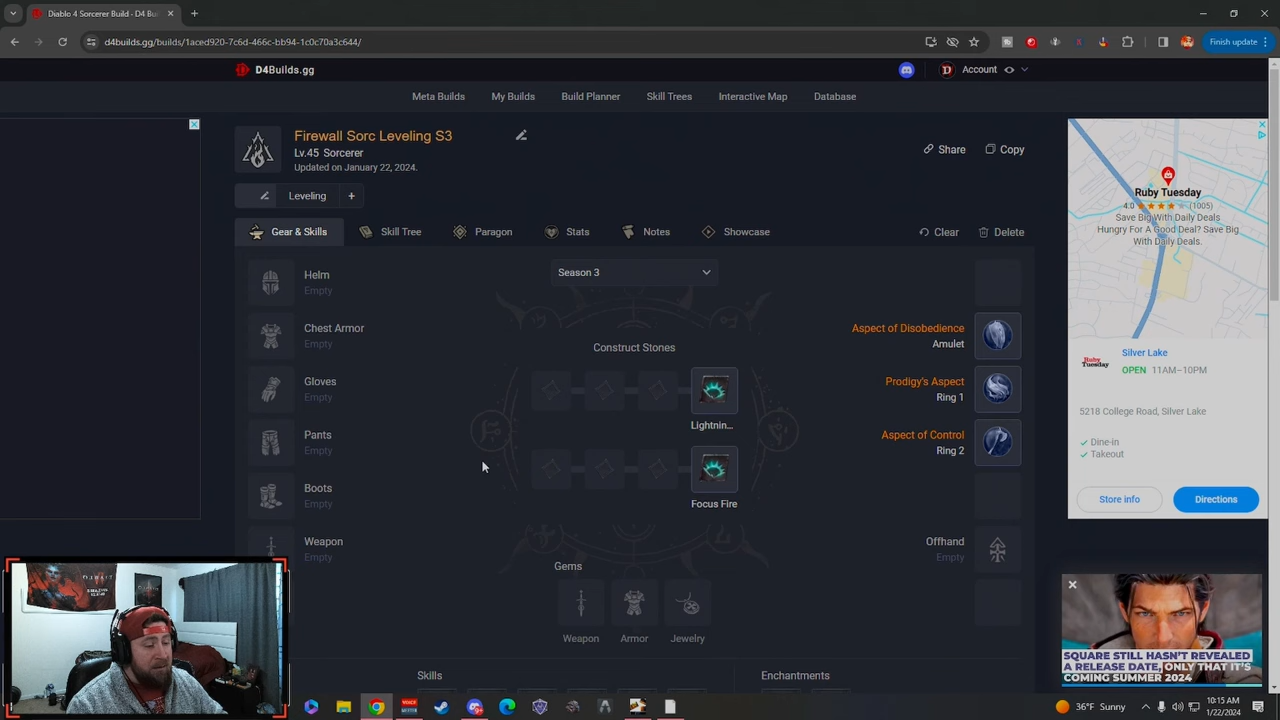 Diablo 4 Sorcerer Build - D4 Buil
d4builds.gg/builds/1aced920-7c6d-466c-bb94-1c0c70a3c644/
Finish update
D4Builds.gg
Account
Meta Builds
My Builds
Build Planner
Skill Trees
Interactive Map
Database
Firewall Sorc Leveling S3
Lv.45 Sorcerer
Updated on January 22, 2024.
Share
Copy
Leveling
Gear & Skills
Skill Tree
Paragon
Stats
Notes
Showcase
Clear
Delete
Helm
Empty
Chest Armor
Empty
Gloves
Empty
Pants
Empty
Boots
Empty
Weapon
Empty
Season 3
Construct Stones
Lightnin...
Focus Fire
Gems
Weapon
Armor
Jewelry
Skills
Enchantments
Aspect of Disobedience
Amulet
Prodigy's Aspect
Ring 1
Aspect of Control
Ring 2
Offhand
Empty
Ruby Tuesday
4.0 (1005)
Save Big With Daily Deals
Hungry For A Good Deal? Save
Big With Daily Deals.
Ruby
Tuesday
Silver Lake
OPEN 11AM–10PM
5218 College Road, Silver Lake
Dine-in
Takeout
Store info
Directions
SQUARE STILL HASN'T REVEALED
A RELEASE DATE, ONLY THAT IT'S
COMING SUMMER 2024
36°F Sunny
10:15 AM
1/22/2024